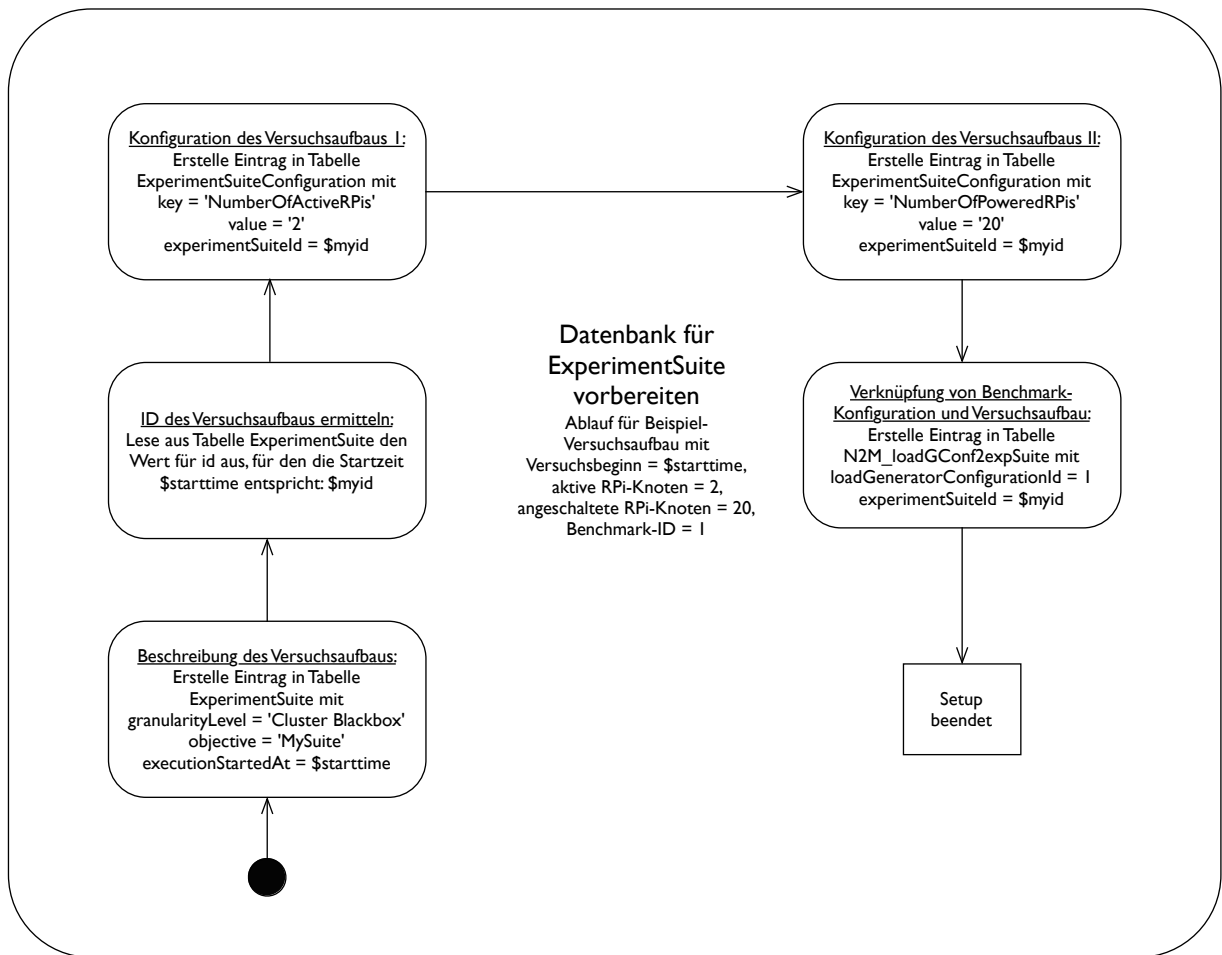 Konfiguration des Versuchsaufbaus I:
Erstelle Eintrag in Tabelle
ExperimentSuiteConfiguration mit
key = 'NumberOfActiveRPis'
value = '2'
experimentSuiteId = $myid
Konfiguration des Versuchsaufbaus II:
Erstelle Eintrag in Tabelle
ExperimentSuiteConfiguration mit
key = 'NumberOfPoweredRPis'
value = '20'
experimentSuiteId = $myid
ID des Versuchsaufbaus ermitteln:
Lese aus Tabelle ExperimentSuite den
Wert für id aus, für den die Startzeit
$starttime entspricht: $myid
Datenbank für
ExperimentSuite
vorbereiten
Ablauf für Beispiel-
Versuchsaufbau mit
Versuchsbeginn = $starttime,
aktive RPi-Knoten = 2,
angeschaltete RPi-Knoten = 20,
Benchmark-ID = 1
Verknüpfung von Benchmark-
Konfiguration und Versuchsaufbau:
Erstelle Eintrag in Tabelle
N2M_loadGConf2expSuite mit
loadGeneratorConfigurationId = 1
experimentSuiteId = $myid
Beschreibung des Versuchsaufbaus:
Erstelle Eintrag in Tabelle
ExperimentSuite mit
granularityLevel = 'Cluster Blackbox'
objective = 'MySuite'
executionStartedAt = $starttime
Setup
beendet